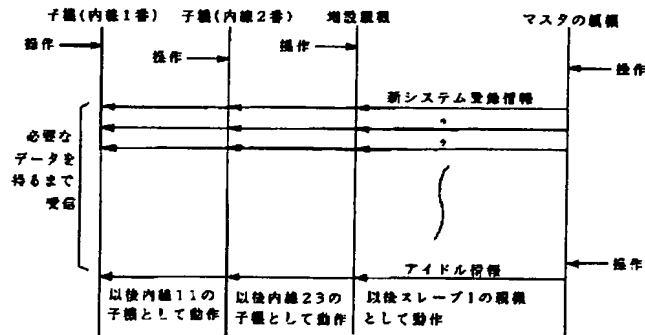 子機(内線1番) 子機(内線2番) 増設親機 マスタの親機
操作
操作
操作
操作
新システム登録情報
〃
〃
必要な
データを
得るまで
受信
アイドル情報
操作
以後内線11の
子機として動作
以後内線23の
子機として動作
以後スレーブ1の親機
として動作